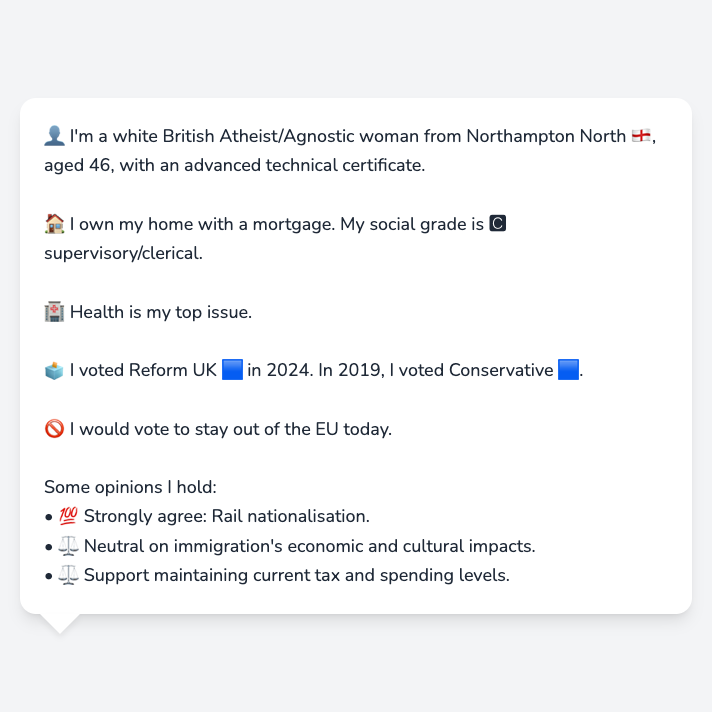 👤 I'm a white British Atheist/Agnostic woman from Northampton North 🏴󠁧󠁢󠁥󠁮󠁧󠁿,
aged 46, with an advanced technical certificate.
🏠 I own my home with a mortgage. My social grade is 🅲
supervisory/clerical.
🏥 Health is my top issue.
🗳️ I voted Reform UK 🟦 in 2024. In 2019, I voted Conservative 🟦.
🚫 I would vote to stay out of the EU today.
Some opinions I hold:
• 💯 Strongly agree: Rail nationalisation.
• ⚖️ Neutral on immigration's economic and cultural impacts.
• ⚖️ Support maintaining current tax and spending levels.